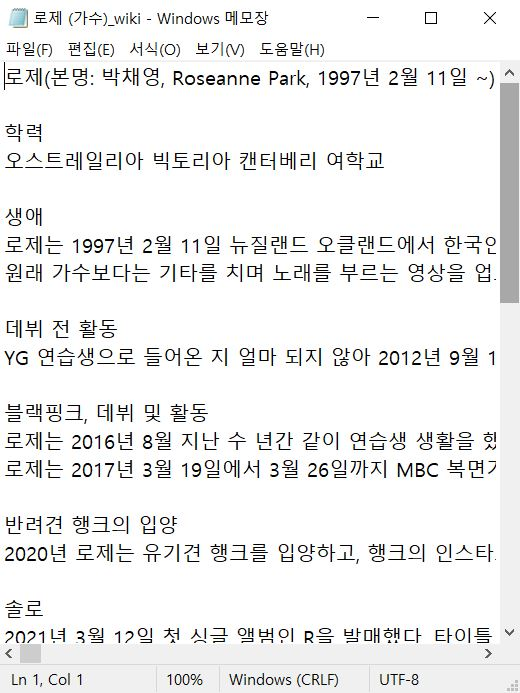 로제 (가수)_wiki - Windows 메모장
파일(F) 편집(E) 서식(O) 보기(V) 도움말(H)
로제(본명: 박채영, Roseanne Park, 1997년 2월 11일 ~)
학력
오스트레일리아 빅토리아 캔터베리 여학교
생애
로제는 1997년 2월 11일 뉴질랜드 오클랜드에서 한국인
원래 가수보다는 기타를 치며 노래를 부르는 영상을 업
데뷔 전 활동
YG 연습생으로 들어온 지 얼마 되지 않아 2012년 9월 1
블랙핑크, 데뷔 및 활동
로제는 2016년 8월 지난 수 년간 같이 연습생 생활을 했
로제는 2017년 3월 19일에서 3월 26일까지 MBC 복면가
반려견 행크의 입양
2020년 로제는 유기견 행크를 입양하고, 행크의 인스타
솔로
2021년 3월 12일 첫 싱글 앨범인 R을 발매했다. 타이틀
Ln 1, Col 1 100% Windows (CRLF) UTF-8